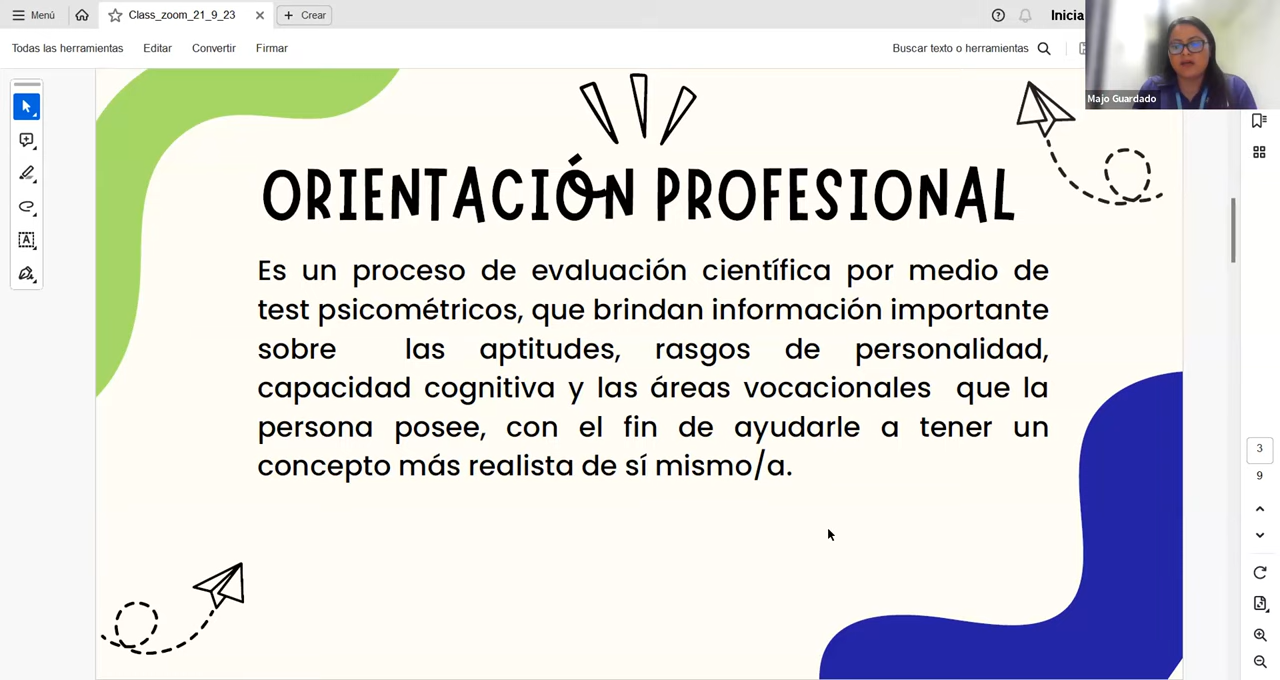 Menú
Class_zoom_21_9_23
Crear
Inicia
Todas las herramientas
Editar
Convertir
Firmar
Buscar texto o herramientas
Majo Guardado
ORIENTACIÓN PROFESIONAL
Es un proceso de evaluación científica por medio de
test psicométricos, que brindan información importante
sobre las aptitudes, rasgos de personalidad,
capacidad cognitiva y las áreas vocacionales que la
persona posee, con el fin de ayudarle a tener un
concepto más realista de sí mismo/a.
3
9